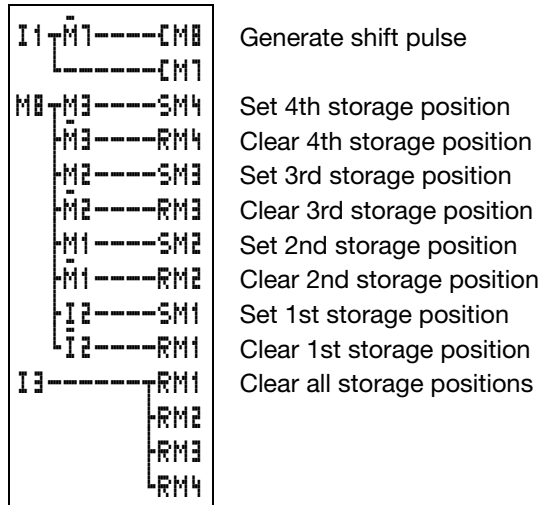 I1┬M̅7----[M8 Generate shift pulse
└------[M7
M8┬M3----SM4 Set 4th storage position
├M̅3----RM4 Clear 4th storage position
├M2----SM3 Set 3rd storage position
├M̅2----RM3 Clear 3rd storage position
├M1----SM2 Set 2nd storage position
├M̅1----RM2 Clear 2nd storage position
├I2----SM1 Set 1st storage position
└I̅2----RM1 Clear 1st storage position
I3------┬RM1 Clear all storage positions
├RM2
├RM3
└RM4